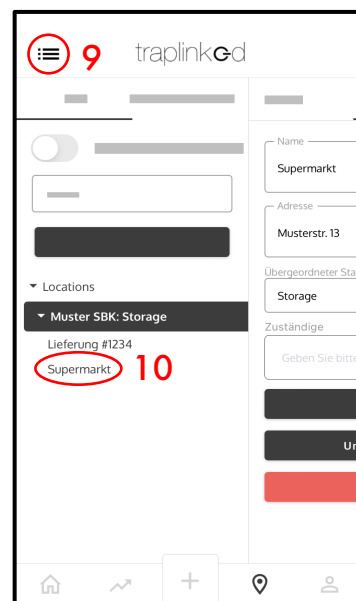 9
traplinked
Name
Supermarkt
Adresse
Musterstr. 13
Übergeordneter Sta
Storage
Zuständige
Geben Sie bitte
Locations
Muster SBK: Storage
Lieferung #1234
Supermarkt
10